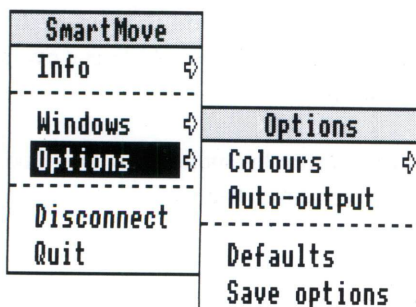 SmartMove
Info
Windows
Options
Disconnect
Quit
Options
Colours
Auto-output
Defaults
Save options